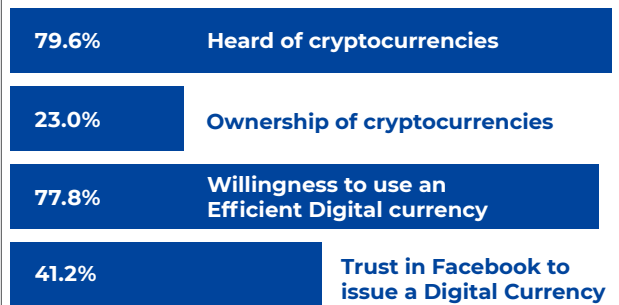 79.6% Heard of cryptocurrencies
23.0% Ownership of cryptocurrencies
77.8% Willingness to use an
Efficient Digital currency
41.2% Trust in Facebook to
issue a Digital Currency